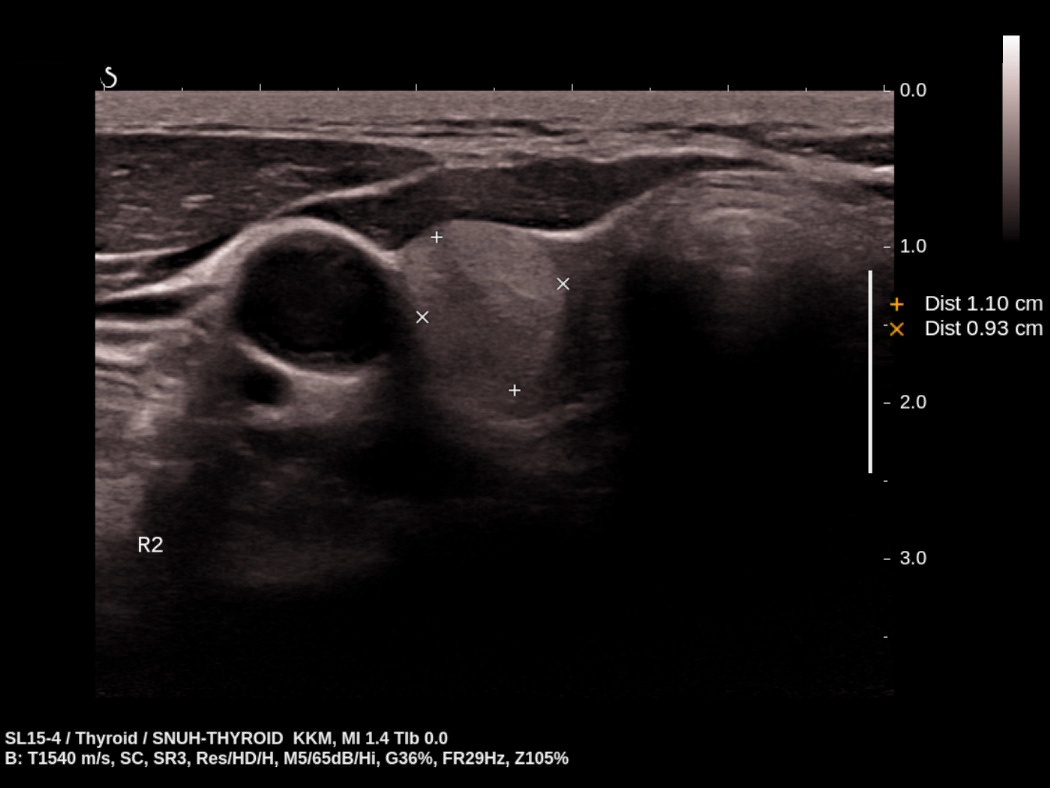 S
0.0
1.0
+ Dist 1.10 cm
× Dist 0.93 cm
2.0
R2
3.0
SL15-4 / Thyroid / SNUH-THYROID KKM, MI 1.4 TIb 0.0
B: T1540 m/s, SC, SR3, Res/HD/H, M5/65dB/Hi, G36%, FR29Hz, Z105%